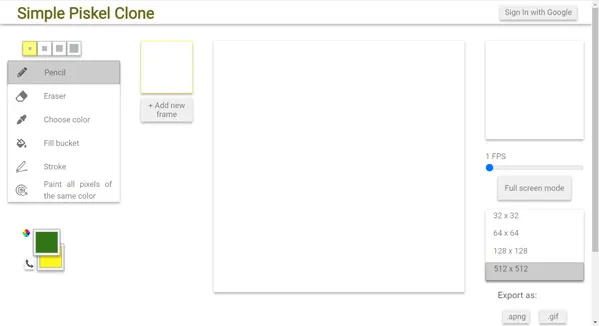 Simple Piskel Clone
Sign In with Google
Pencil
Eraser
Choose color
Fill bucket
Stroke
Paint all pixels of
the same color
+ Add new
frame
1 FPS
Full screen mode
32 x 32
64 x 64
128 x 128
512 x 512
Export as:
.apng
.gif